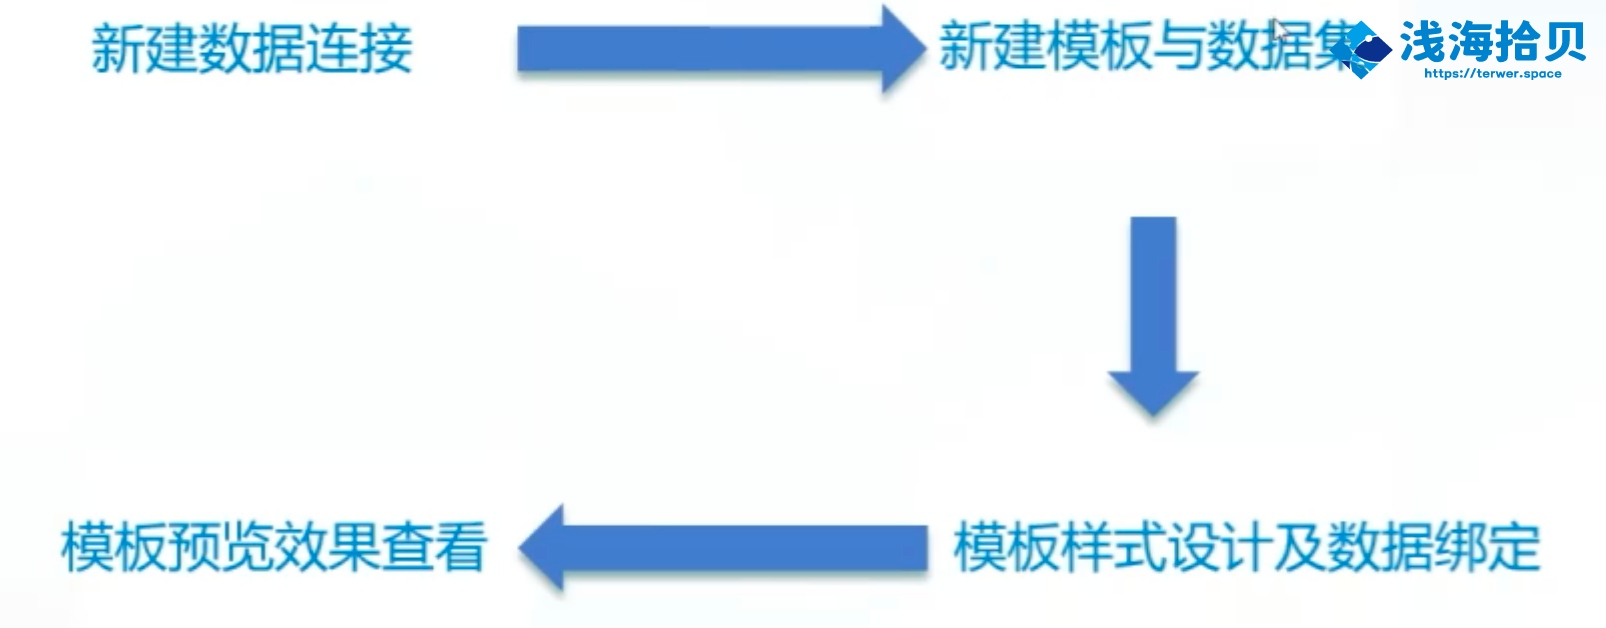 新建数据连接
新建模板与数据集
浅海拾贝
https://terwer.space
模板预览效果查看
模板样式设计及数据绑定